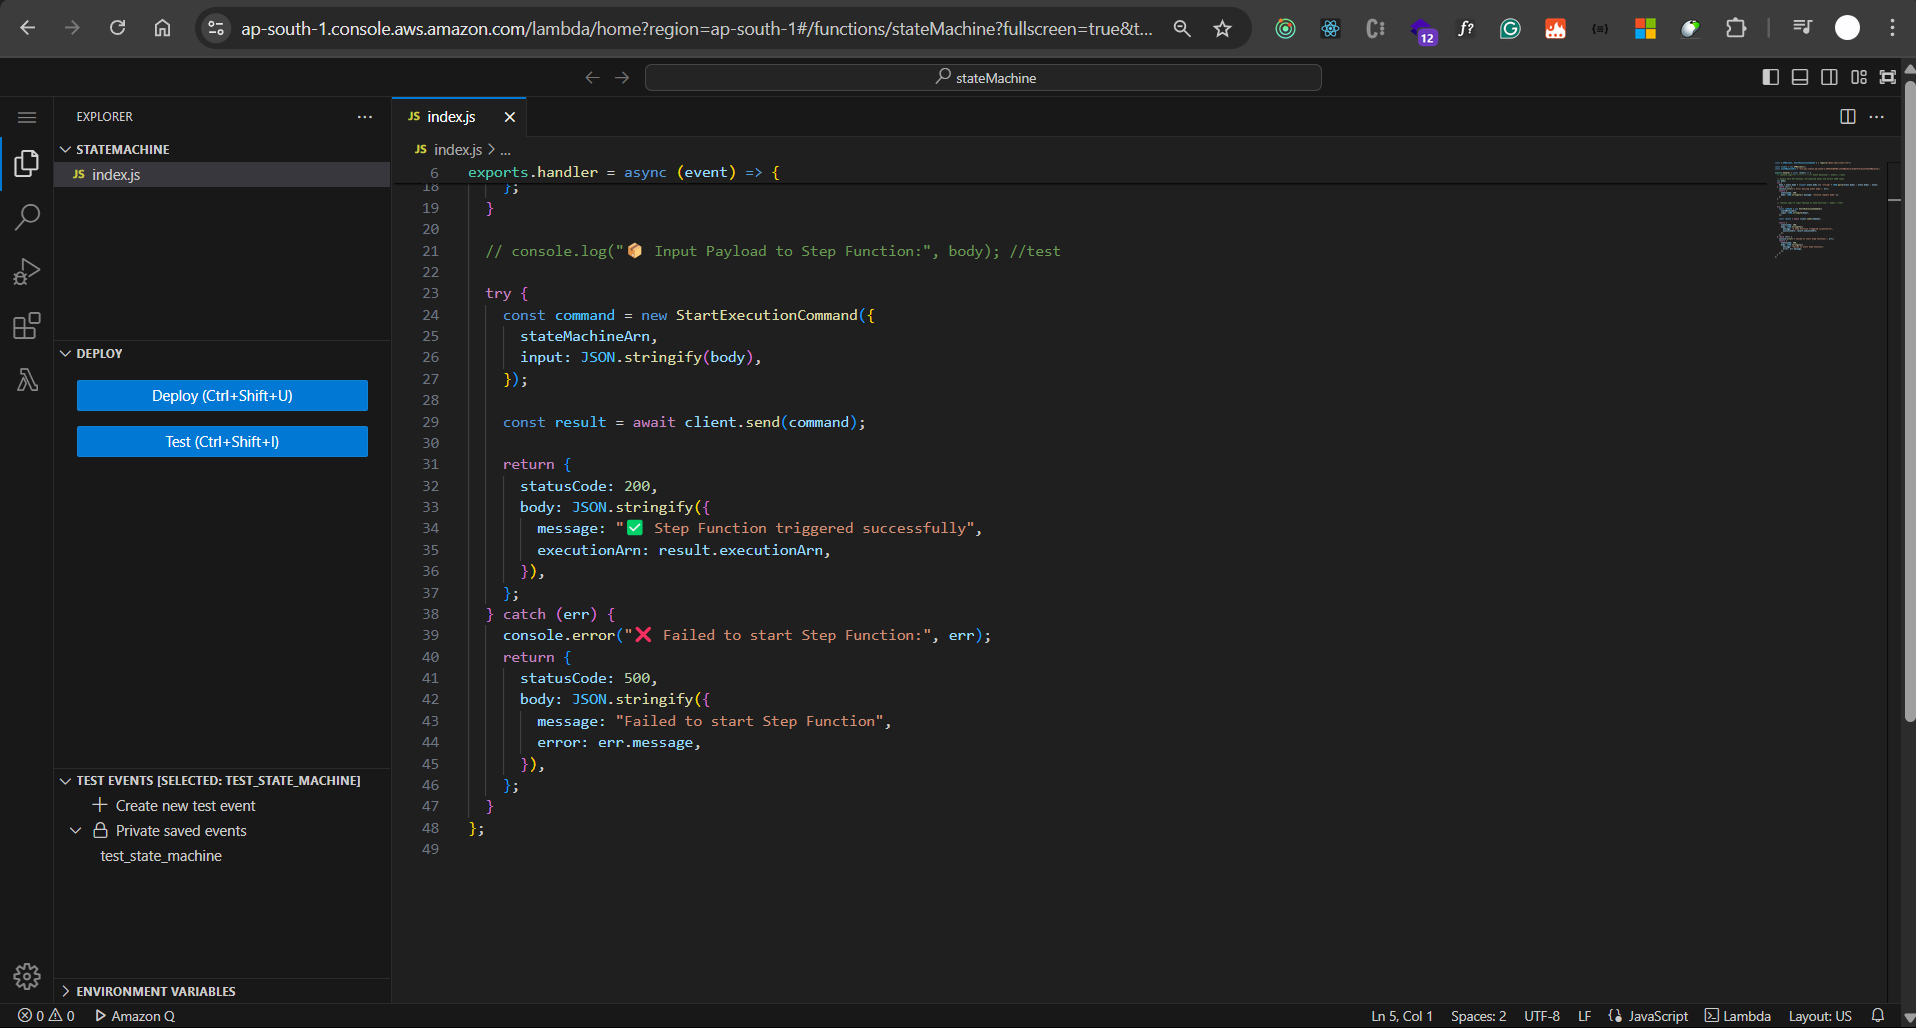 ap-south-1.console.aws.amazon.com/lambda/home?region=ap-south-1#/functions/stateMachine?fullscreen=true&t...
12
f?
stateMachine
EXPLORER
STATEMACHINE
JS index.js
DEPLOY
Deploy (Ctrl+Shift+U)
Test (Ctrl+Shift+I)
TEST EVENTS [SELECTED: TEST_STATE_MACHINE]
Create new test event
Private saved events
test_state_machine
ENVIRONMENT VARIABLES
JS index.js
JS index.js > ...
6 exports.handler = async (event) => {
18 };
19 }
20
21 // console.log("📦 Input Payload to Step Function:", body); //test
22
23 try {
24 const command = new StartExecutionCommand({
25 stateMachineArn,
26 input: JSON.stringify(body),
27 });
28
29 const result = await client.send(command);
30
31 return {
32 statusCode: 200,
33 body: JSON.stringify({
34 message: "✅ Step Function triggered successfully",
35 executionArn: result.executionArn,
36 }),
37 };
38 } catch (err) {
39 console.error("❌ Failed to start Step Function:", err);
40 return {
41 statusCode: 500,
42 body: JSON.stringify({
43 message: "Failed to start Step Function",
44 error: err.message,
45 }),
46 };
47 }
48 };
49
0 0 Amazon Q
Ln 5, Col 1 Spaces: 2 UTF-8 LF JavaScript Lambda Layout: US